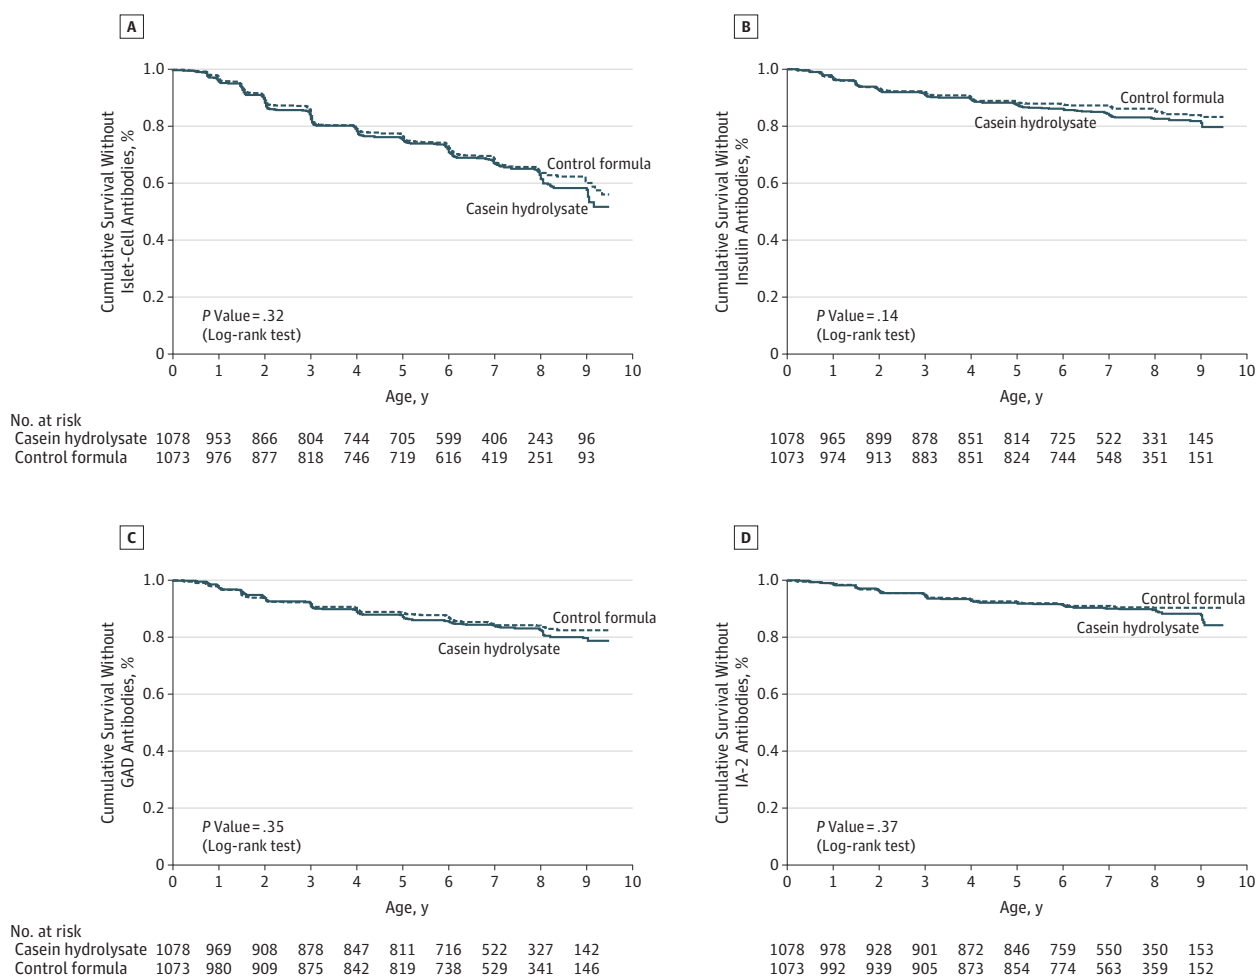 A
Cumulative Survival Without
Islet-Cell Antibodies, %
1.0
0.8
0.6
0.4
0.2
0
Control formula
Casein hydrolysate
P Value = .32
(Log-rank test)
0 1 2 3 4 5 6 7 8 9 10
Age, y
No. at risk
Casein hydrolysate 1078 953 866 804 744 705 599 406 243 96
Control formula 1073 976 877 818 746 719 616 419 251 93
B
Cumulative Survival Without
Insulin Antibodies, %
1.0
0.8
0.6
0.4
0.2
0
Control formula
Casein hydrolysate
P Value = .14
(Log-rank test)
0 1 2 3 4 5 6 7 8 9 10
Age, y
1078 965 899 878 851 814 725 522 331 145
1073 974 913 883 851 824 744 548 351 151
C
Cumulative Survival Without
GAD Antibodies, %
1.0
0.8
0.6
0.4
0.2
0
Control formula
Casein hydrolysate
P Value = .35
(Log-rank test)
0 1 2 3 4 5 6 7 8 9 10
Age, y
No. at risk
Casein hydrolysate 1078 969 908 878 847 811 716 522 327 142
Control formula 1073 980 909 875 842 819 738 529 341 146
D
Cumulative Survival Without
IA-2 Antibodies, %
1.0
0.8
0.6
0.4
0.2
0
Control formula
Casein hydrolysate
P Value = .37
(Log-rank test)
0 1 2 3 4 5 6 7 8 9 10
Age, y
1078 978 928 901 872 846 759 550 350 153
1073 992 939 905 873 854 774 563 350 152